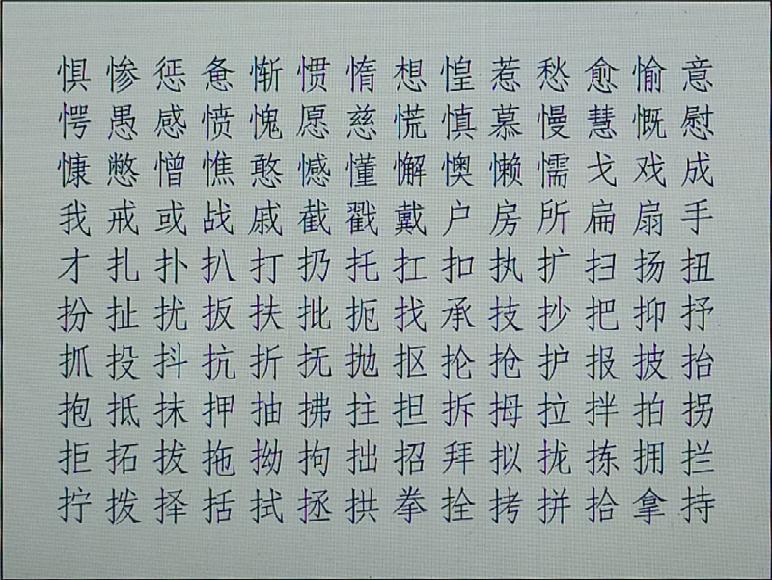 惧惨惩惫惭惯惰想惶惹愁愈愉意
愕愚感愤愧愿慈慌慎慕慢慧慨慰
慷憋憎憔憨憾懂懈懊懒懦戈戏成
我戒或战戚截戳戴户房所扁扇手
才扎扑扒打扔托扛扣执扩扫扬扭
扮扯扰扳扶批扼找承技抄把抑抒
抓投抖抗折抚抛抠抡抢护报披抬
抱抵抹押抽拂拄担拆拇拉拌拍拐
拒拓拔拖拗拘拙招拜拟拢拣拥拦
拧拨择括拭拯拱拳拴拷拼拾拿持